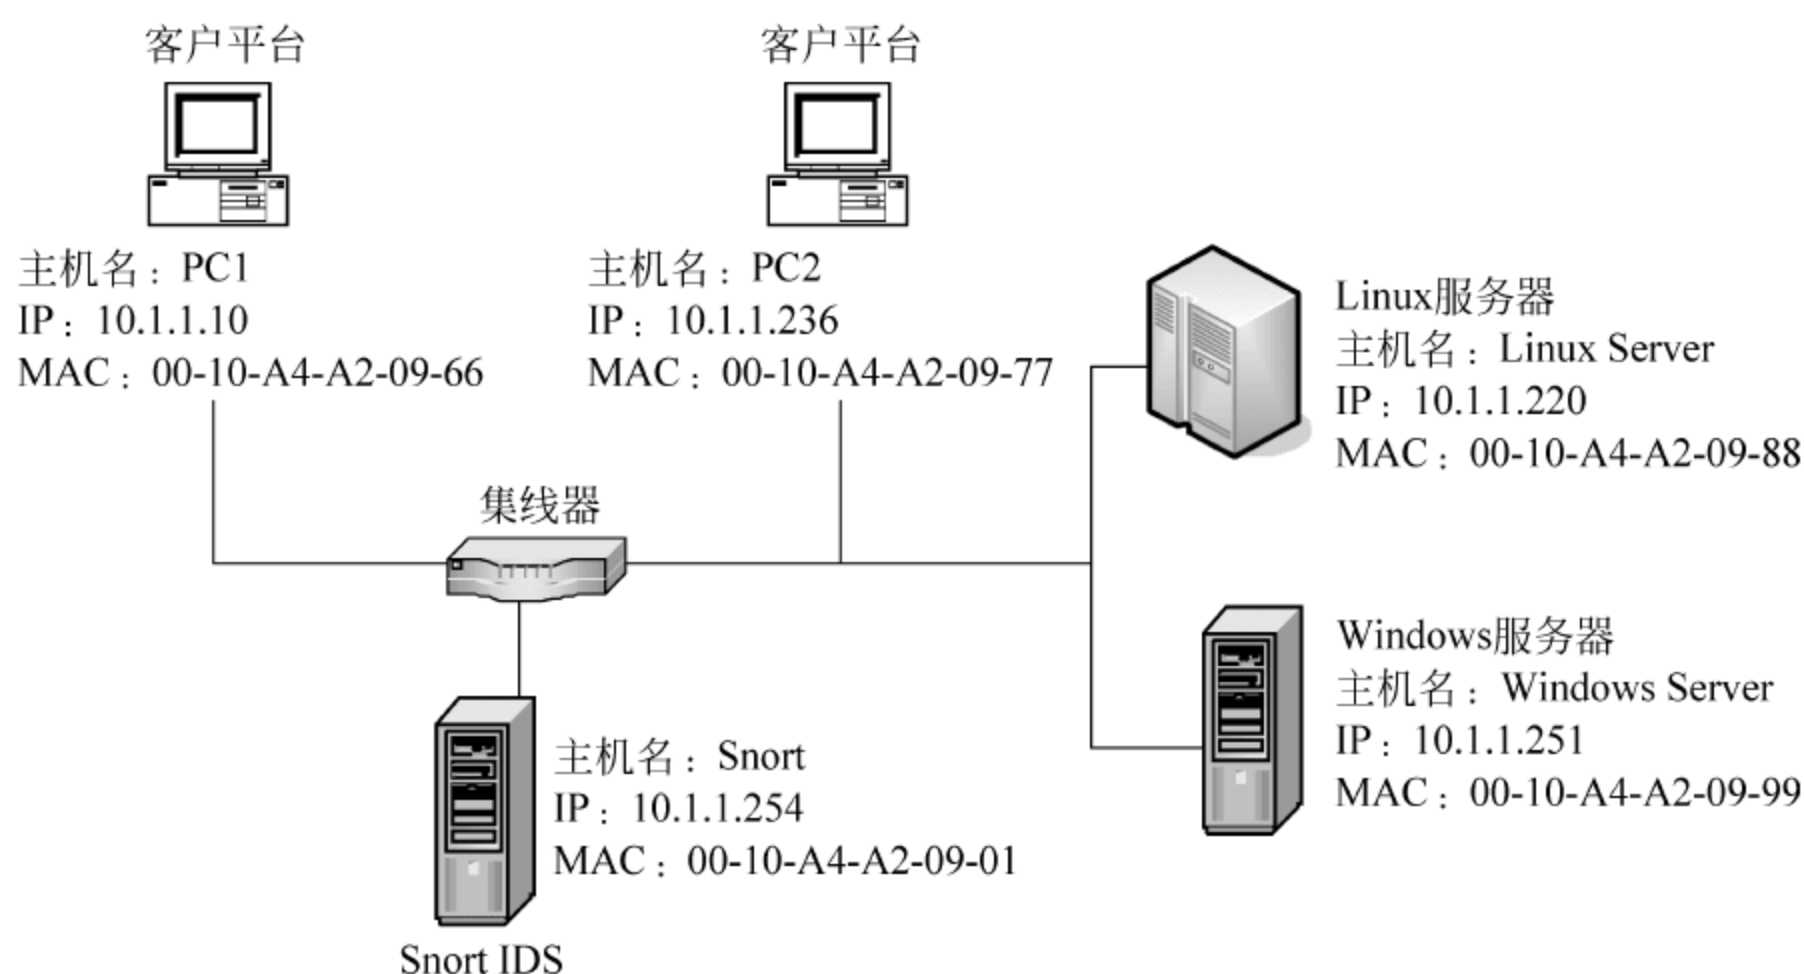 客户平台
主机名：PC1
IP：10.1.1.10
MAC：00-10-A4-A2-09-66
客户平台
主机名：PC2
IP：10.1.1.236
MAC：00-10-A4-A2-09-77
Linux服务器
主机名：Linux Server
IP：10.1.1.220
MAC：00-10-A4-A2-09-88
集线器
Windows服务器
主机名：Windows Server
IP：10.1.1.251
MAC：00-10-A4-A2-09-99
主机名：Snort
IP：10.1.1.254
MAC：00-10-A4-A2-09-01
Snort IDS